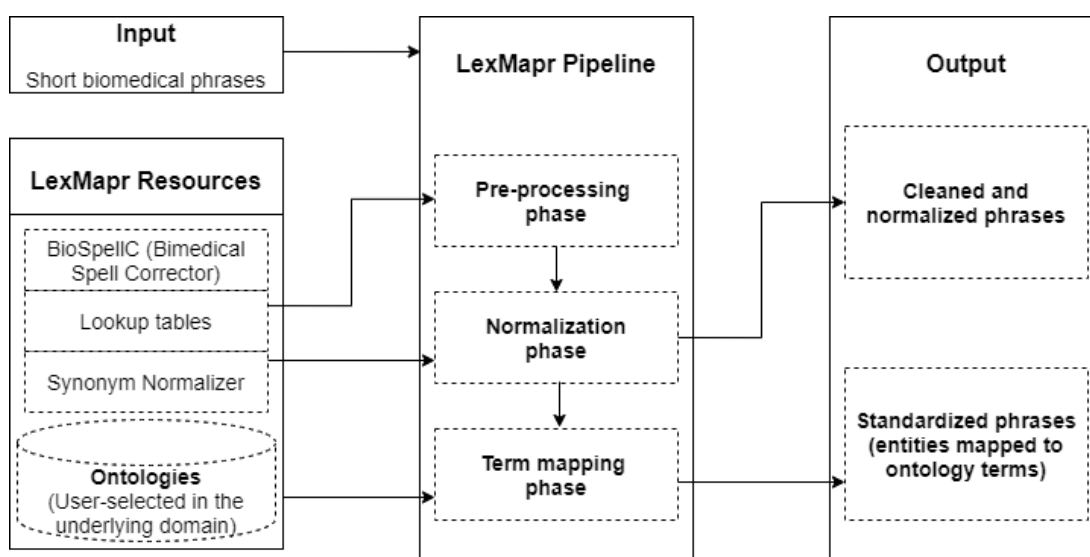 Input
Short biomedical phrases
LexMapr Resources
BioSpellC (Bimedical
Spell Corrector)
Lookup tables
Synonym Normalizer
Ontologies
(User-selected in the
underlying domain)
LexMapr Pipeline
Pre-processing
phase
Normalization
phase
Term mapping
phase
Output
Cleaned and
normalized phrases
Standardized phrases
(entities mapped to
ontology terms)